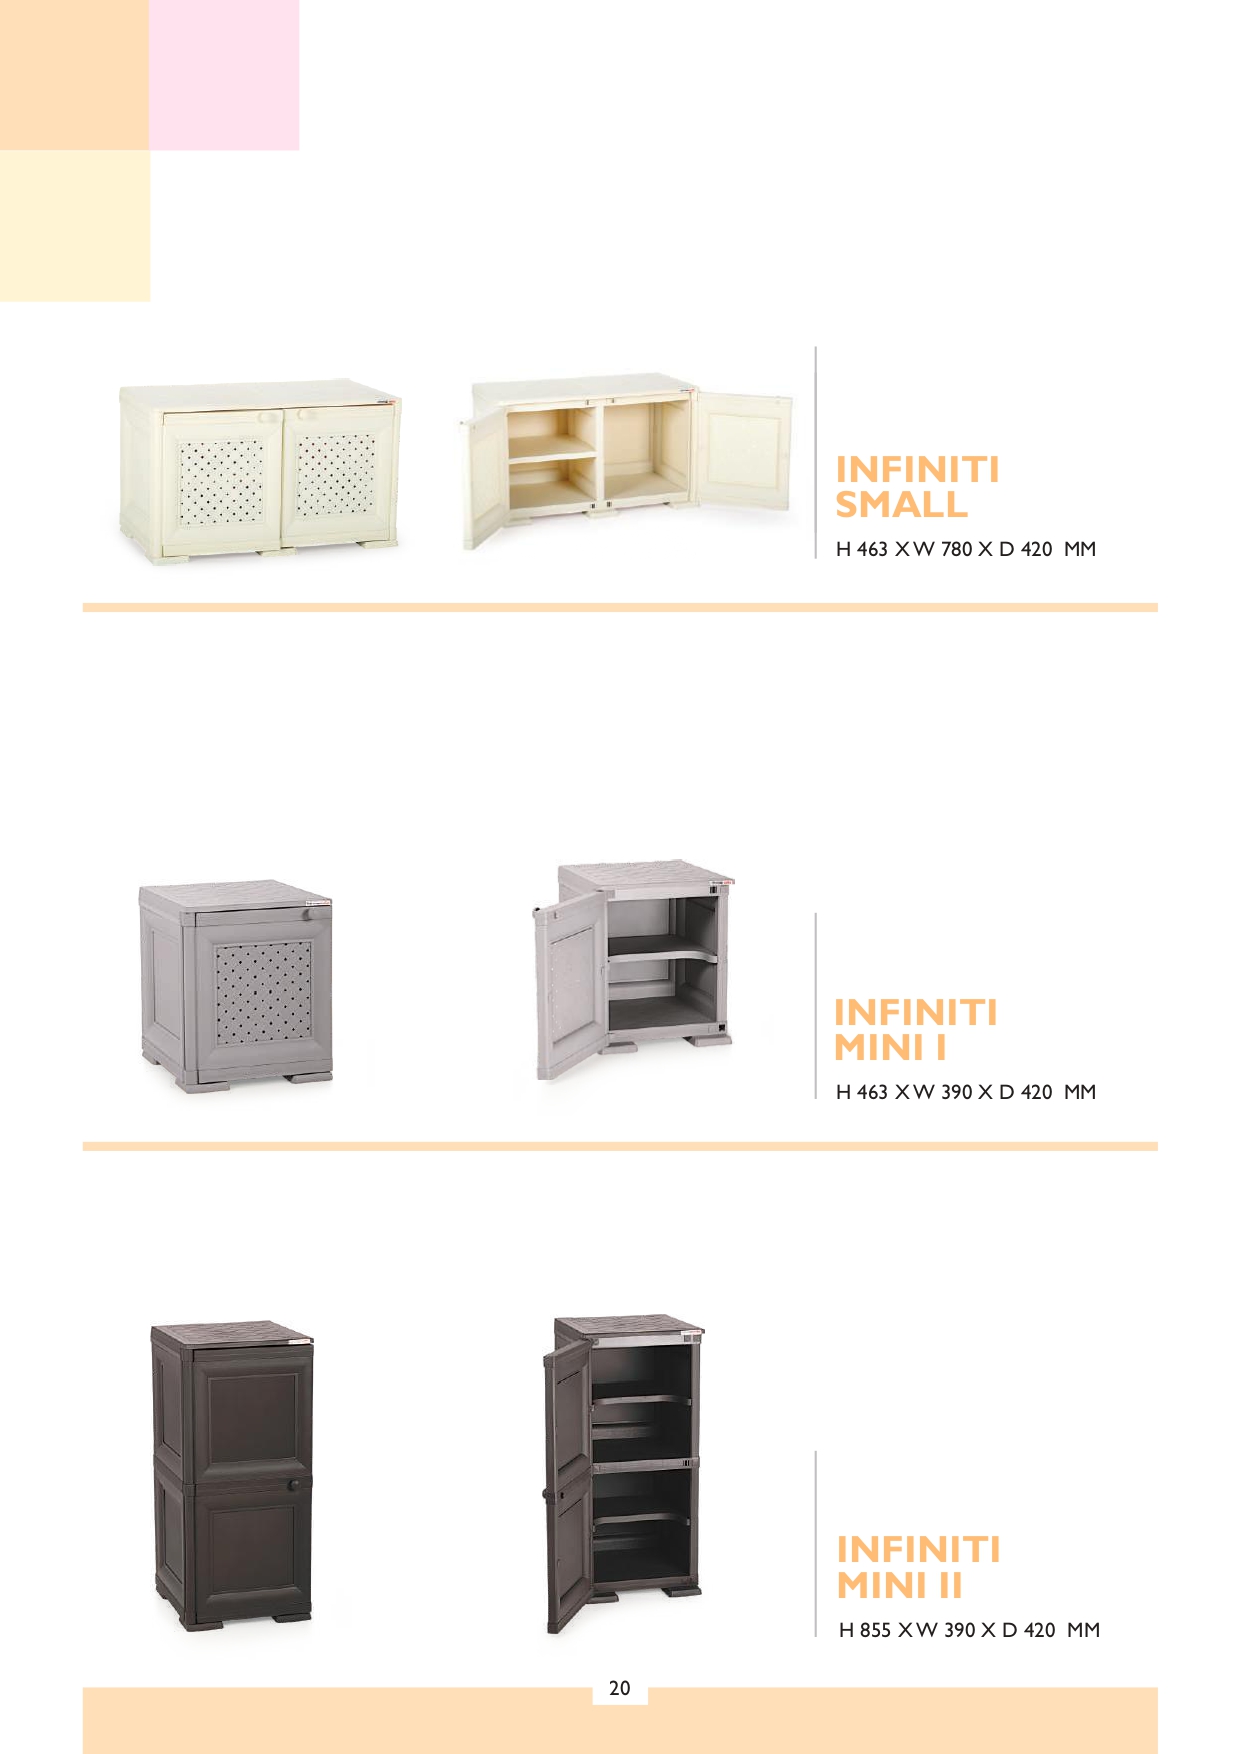 INFINITI
SMALL
H 463 X W 780 X D 420 MM
INFINITI
MINI I
H 463 X W 390 X D 420 MM
INFINITI
MINI II
H 855 X W 390 X D 420 MM
20